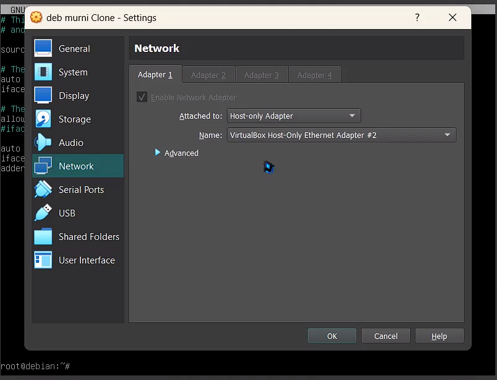 GNU
deb murni Clone - Settings
# Thi
# and
sourc
# The
auto
iface
# The
allow
#iface
auto
iface
addre
General
System
Display
Storage
Audio
Network
Serial Ports
USB
Shared Folders
User Interface
Network
Adapter 1
Adapter 2
Adapter 3
Adapter 4
Enable Network Adapter
Attached to: Host-only Adapter
Name: VirtualBox Host-Only Ethernet Adapter #2
Advanced
OK
Cancel
Help
root@debian:~#